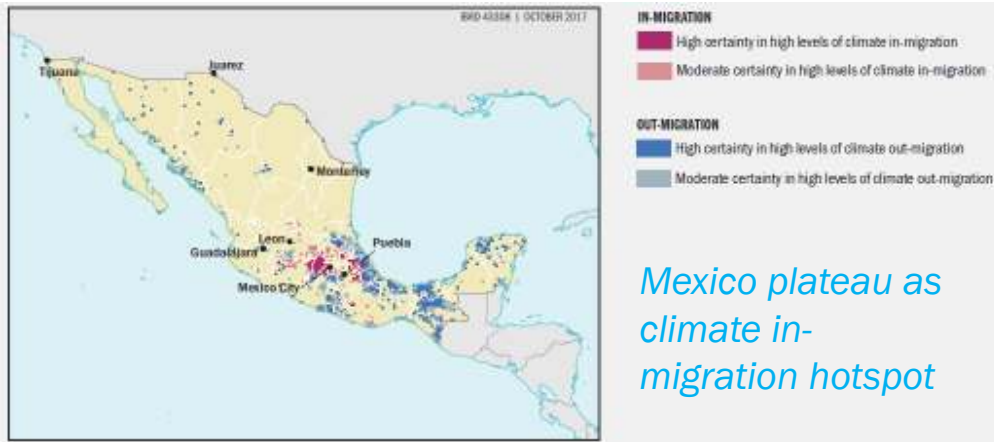 OCTOBER 2017
Tijuana
Juarez
Monterrey
Leon
Puebla
Guadalajara
Mexico City
IN-MIGRATION
High certainty in high levels of climate in-migration
Moderate certainty in high levels of climate in-migration
OUT-MIGRATION
High certainty in high levels of climate out-migration
Moderate certainty in high levels of climate out-migration
Mexico plateau as
climate in-
migration hotspot